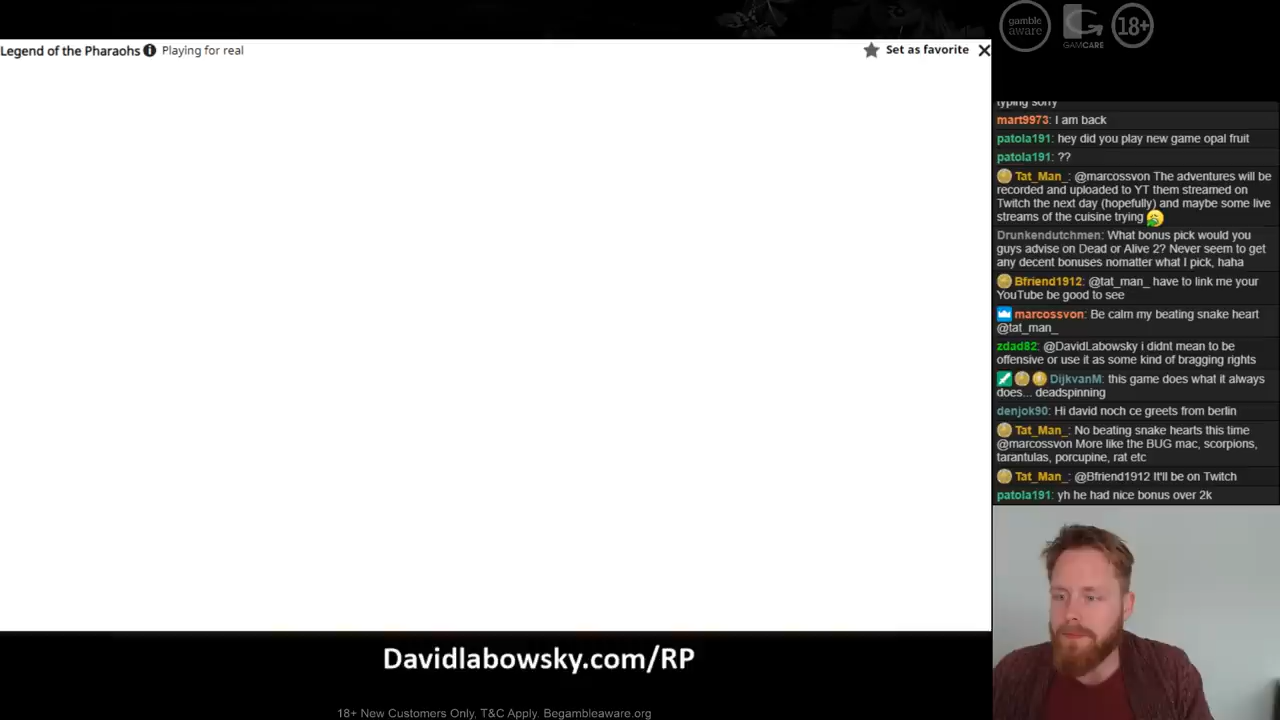 gamble
aware
GAMCARE
18+
Legend of the Pharaohs i Playing for real
Set as favorite
typing sorry
mart9973: I am back
patola191: hey did you play new game opal fruit
patola191: ??
Tat_Man_: @marcossvon The adventures will be
recorded and uploaded to YT them streamed on
Twitch the next day (hopefully) and maybe some live
streams of the cuisine trying
Drunkendutchmen: What bonus pick would you
guys advise on Dead or Alive 2? Never seem to get
any decent bonuses nomatter what I pick, haha
Bfriend1912: @tat_man_ have to link me your
YouTube be good to see
marcossvon: Be calm my beating snake heart
@tat_man_
zdad82: @DavidLabowsky i didnt mean to be
offensive or use it as some kind of bragging rights
DijkvanM: this game does what it always
does... deadspinning
denjok90: Hi david noch ce greets from berlin
Tat_Man_: No beating snake hearts this time
@marcossvon More like the BUG mac, scorpions,
tarantulas, porcupine, rat etc
Tat_Man_: @Bfriend1912 It'll be on Twitch
patola191: yh he had nice bonus over 2k
Davidlabowsky.com/RP
18+ New Customers Only, T&C Apply. Begambleaware.org